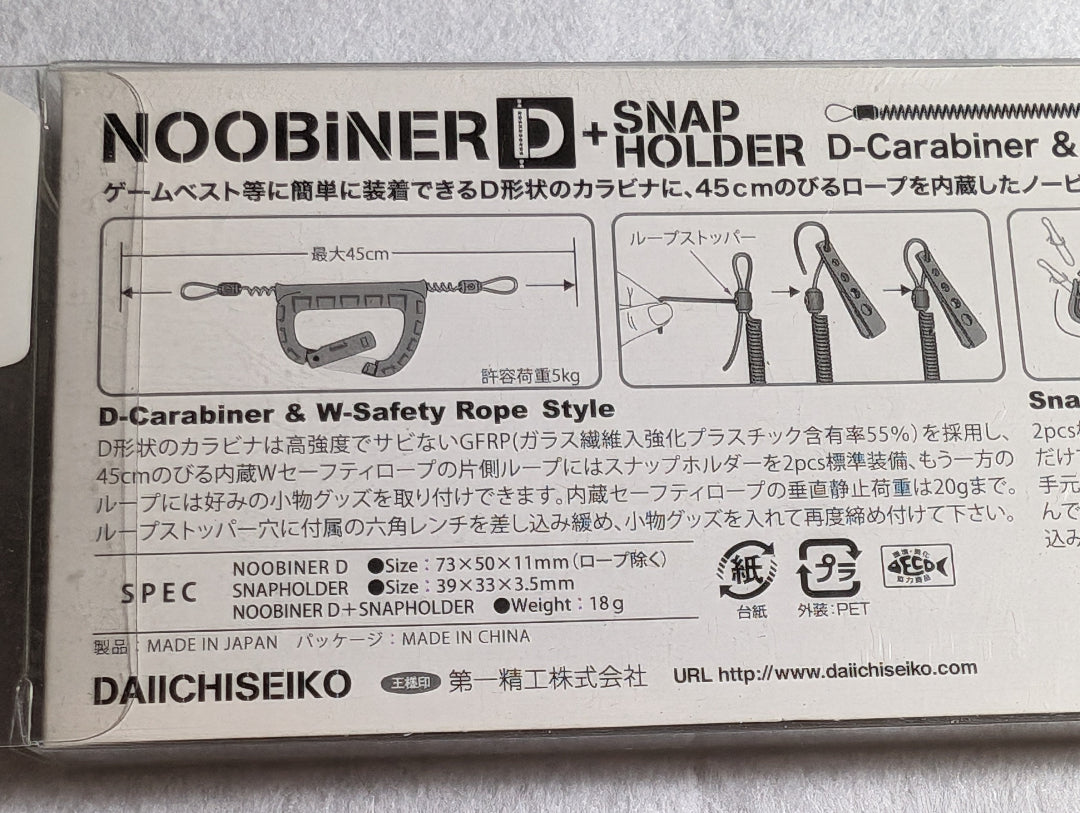 NOOBiNER D + SNAP HOLDER D-Carabiner &
ゲームベスト等に簡単に装着できるD形状のカラビナに、45cmのびるロープを内蔵したノービ
最大45cm
許容荷重5kg
ループストッパー
D-Carabiner & W-Safety Rope Style
D形状のカラビナは高強度でサビないGFRP(ガラス繊維入強化プラスチック含有率55%)を採用し、
45cmのびる内蔵Wセーフティロープの片側ループにはスナップホルダーを2pcs標準装備、もう一方の
ループには好みの小物グッズを取り付けできます。内蔵セーフティロープの垂直静止荷重は20gまで。
ループストッパー穴に付属の六角レンチを差し込み緩め、小物グッズを入れて再度締め付けて下さい。
Sna
2pcs
だけ
手元
んで
込み
SPEC
NOOBINER D ●Size：73×50×11mm(ロープ除く)
SNAPHOLDER ●Size：39×33×3.5mm
NOOBINER D+SNAPHOLDER ●Weight：18g
紙
台紙
プラ
外装：PET
ECO
製品：MADE IN JAPAN パッケージ：MADE IN CHINA
DAIICHISEIKO 王様印 第一精工株式会社 URL http://www.daiichiseiko.com